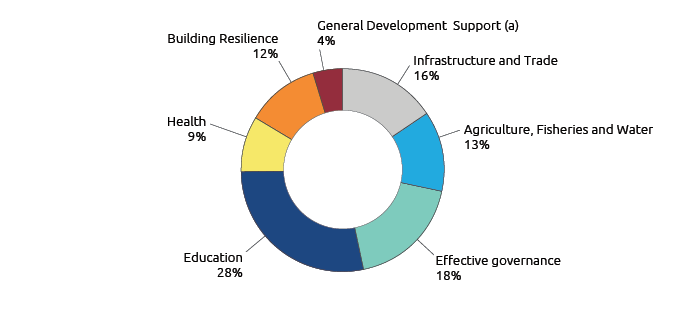 General Development Support (a)
4%
Infrastructure and Trade
16%
Agriculture, Fisheries and Water
13%
Effective governance
18%
Education
28%
Health
9%
Building Resilience
12%